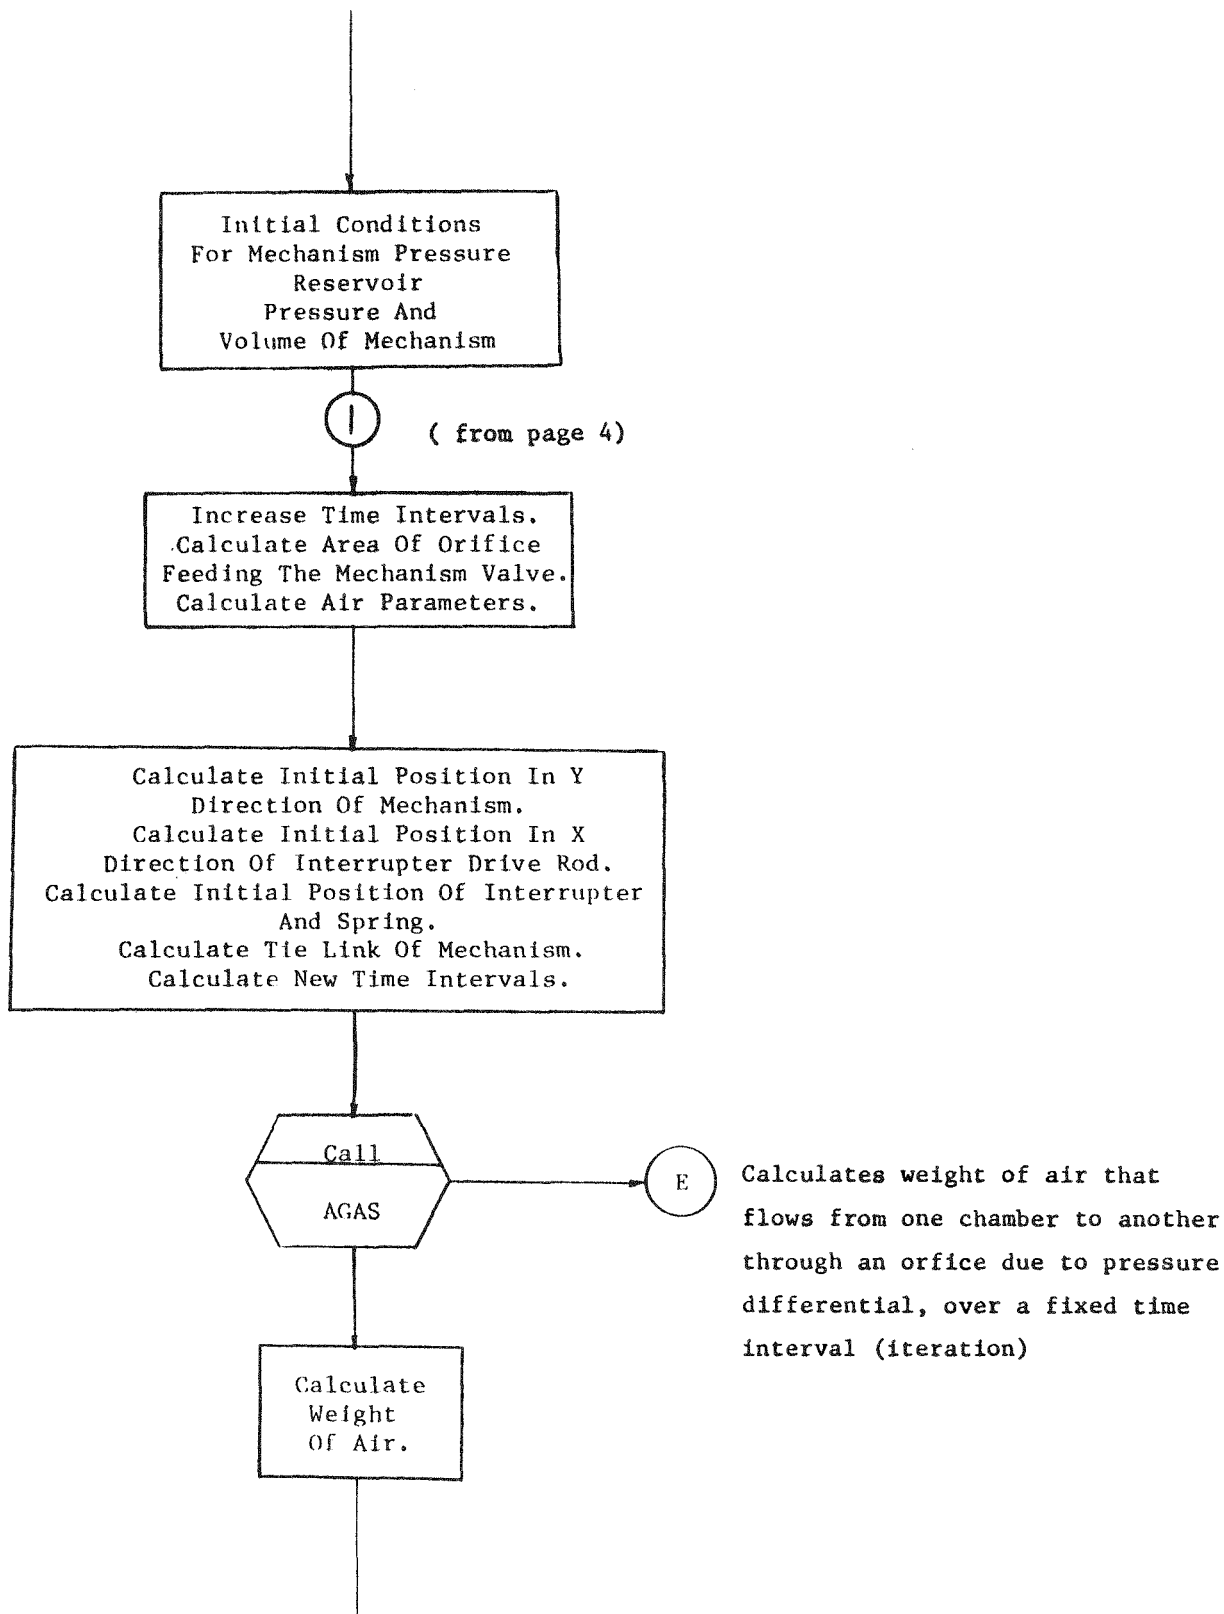 Initial Conditions
For Mechanism Pressure
Reservoir
Pressure And
Volume Of Mechanism
I
( from page 4)
Increase Time Intervals.
Calculate Area Of Orifice
Feeding The Mechanism Valve.
Calculate Air Parameters.
Calculate Initial Position In Y
Direction Of Mechanism.
Calculate Initial Position In X
Direction Of Interrupter Drive Rod.
Calculate Initial Position Of Interrupter
And Spring.
Calculate Tie Link Of Mechanism.
Calculate New Time Intervals.
Call
AGAS
E
Calculates weight of air that
flows from one chamber to another
through an orfice due to pressure
differential, over a fixed time
interval (iteration)
Calculate
Weight
Of Air.